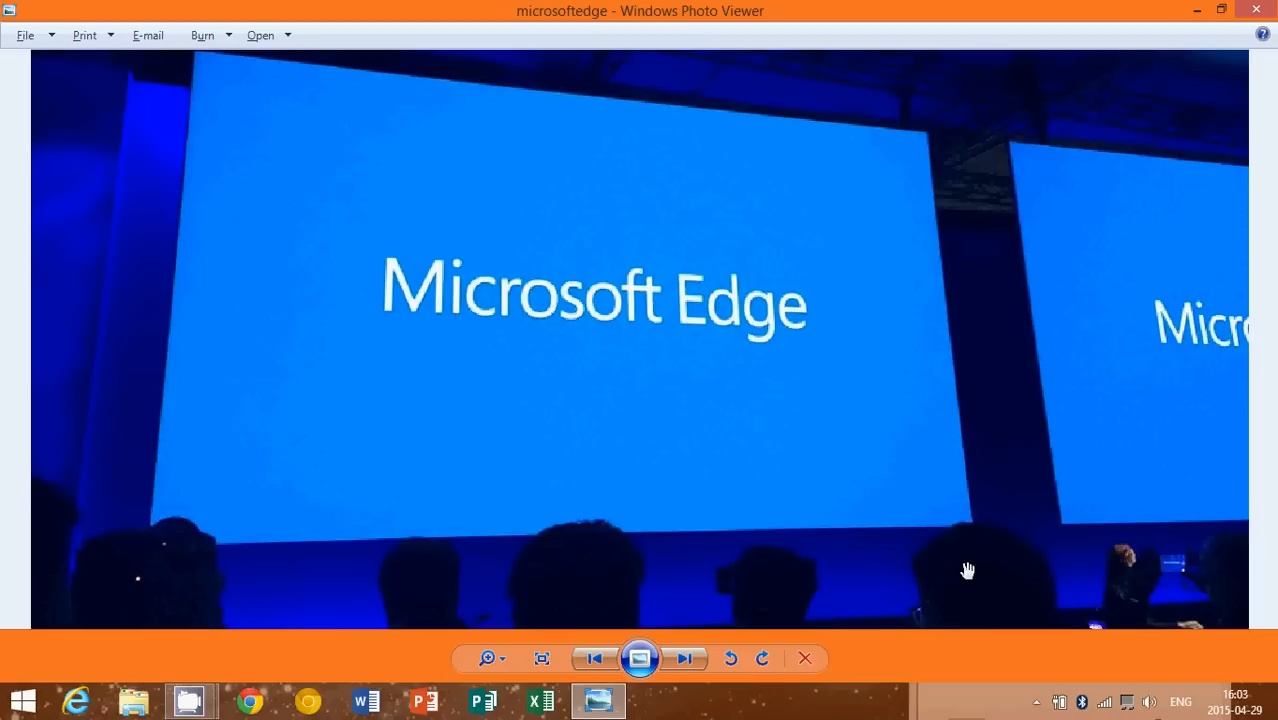 microsoftedge - Windows Photo Viewer
File Print E-mail Burn Open
Microsoft Edge
Micro
ENG
16:03
2015-04-29